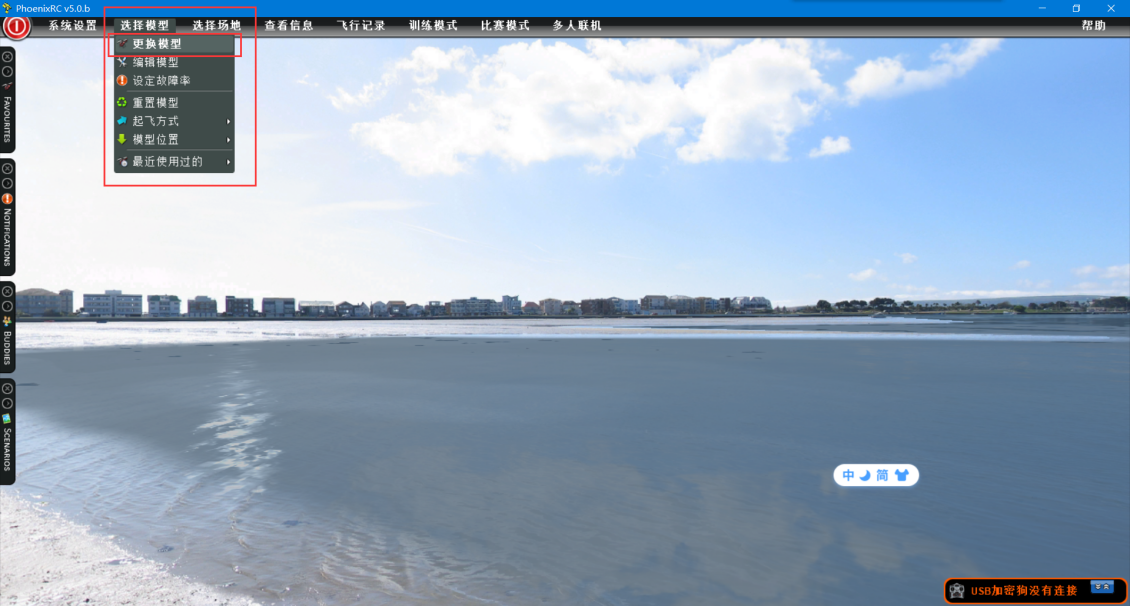 PhoenixRC v5.0.b
系统设置 选择模型 选择场地 查看信息 飞行记录 训练模式 比赛模式 多人联机 帮助
更换模型
编辑模型
设定故障率
重置模型
起飞方式
模型位置
最近使用过的
FAVOURITES
NOTIFICATIONS
BUDDIES
SCENARIOS
中 简
USB加密狗没有连接